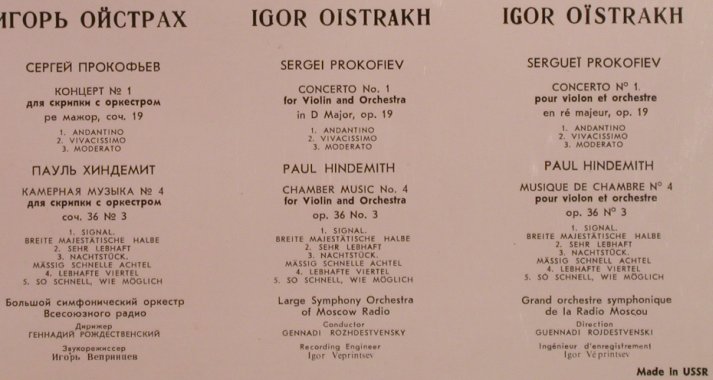 ИГОРЬ ОЙСТРАХ
СЕРГЕЙ ПРОКОФЬЕВ
КОНЦЕРТ № 1
для скрипки с оркестром
ре мажор, соч. 19
1. ANDANTINO
2. VIVACISSIMO
3. MODERATO
ПАУЛЬ ХИНДЕМИТ
КАМЕРНАЯ МУЗЫКА № 4
для скрипки с оркестром
соч. 36 № 3
1. SIGNAL.
BREITE MAJESTÄTISCHE HALBE
2. SEHR LEBHAFT
3. NACHTSTÜCK.
MÄSSIG SCHNELLE ACHTEL
4. LEBHAFTE VIERTEL
5. SO SCHNELL, WIE MÖGLICH
Большой симфонический оркестр
Всесоюзного радио
Дирижер
ГЕННАДИЙ РОЖДЕСТВЕНСКИЙ
Звукорежиссер
Игорь Вепринцев
IGOR OISTRAKH
SERGEI PROKOFIEV
CONCERTO No. 1
for Violin and Orchestra
in D Major, op. 19
1. ANDANTINO
2. VIVACISSIMO
3. MODERATO
PAUL HINDEMITH
CHAMBER MUSIC No. 4
for Violin and Orchestra
op. 36 No. 3
1. SIGNAL.
BREITE MAJESTÄTISCHE HALBE
2. SEHR LEBHAFT
3. NACHTSTÜCK.
MÄSSIG SCHNELLE ACHTEL
4. LEBHAFTE VIERTEL
5. SO SCHNELL, WIE MÖGLICH
Large Symphony Orchestra
of Moscow Radio
Conductor
GENNADI ROZHDESTVENSKY
Recording Engineer
Igor Veprintsev
IGOR OÏSTRAKH
SERGUEÏ PROKOFIEV
CONCERTO N° 1.
pour violon et orchestre
en ré majeur, op. 19
1. ANDANTINO
2. VIVACISSIMO
3. MODERATO
PAUL HINDEMITH
MUSIQUE DE CHAMBRE N° 4
pour violon et orchestre
op. 36 N° 3
1. SIGNAL.
BREITE MAJESTÄTISCHE HALBE
2. SEHR LEBHAFT
3. NACHTSTÜCK.
MÄSSIG SCHNELLE ACHTEL
4. LEBHAFTE VIERTEL
5. SO SCHNELL, WIE MÖGLICH
Grand orchestre symphonique
de la Radio Moscou
Direction
GUENNADI ROJDESTVENSKI
Ingénieur d'enregistrement
Igor Véprintsev
Made in USSR